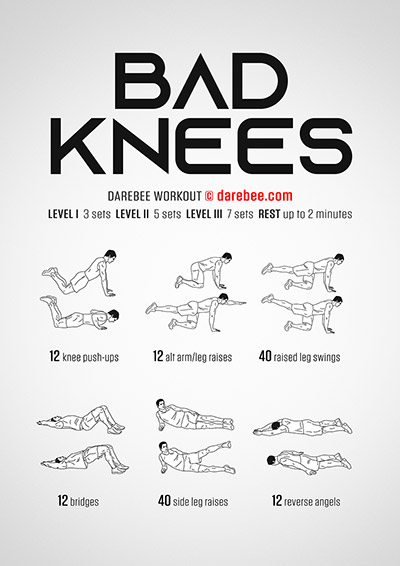 BAD
KNEES
DAREBEE WORKOUT © darebee.com
LEVEL I 3 sets LEVEL II 5 sets LEVEL III 7 sets REST up to 2 minutes
12 knee push-ups
12 alt arm/leg raises
40 raised leg swings
12 bridges
40 side leg raises
12 reverse angels